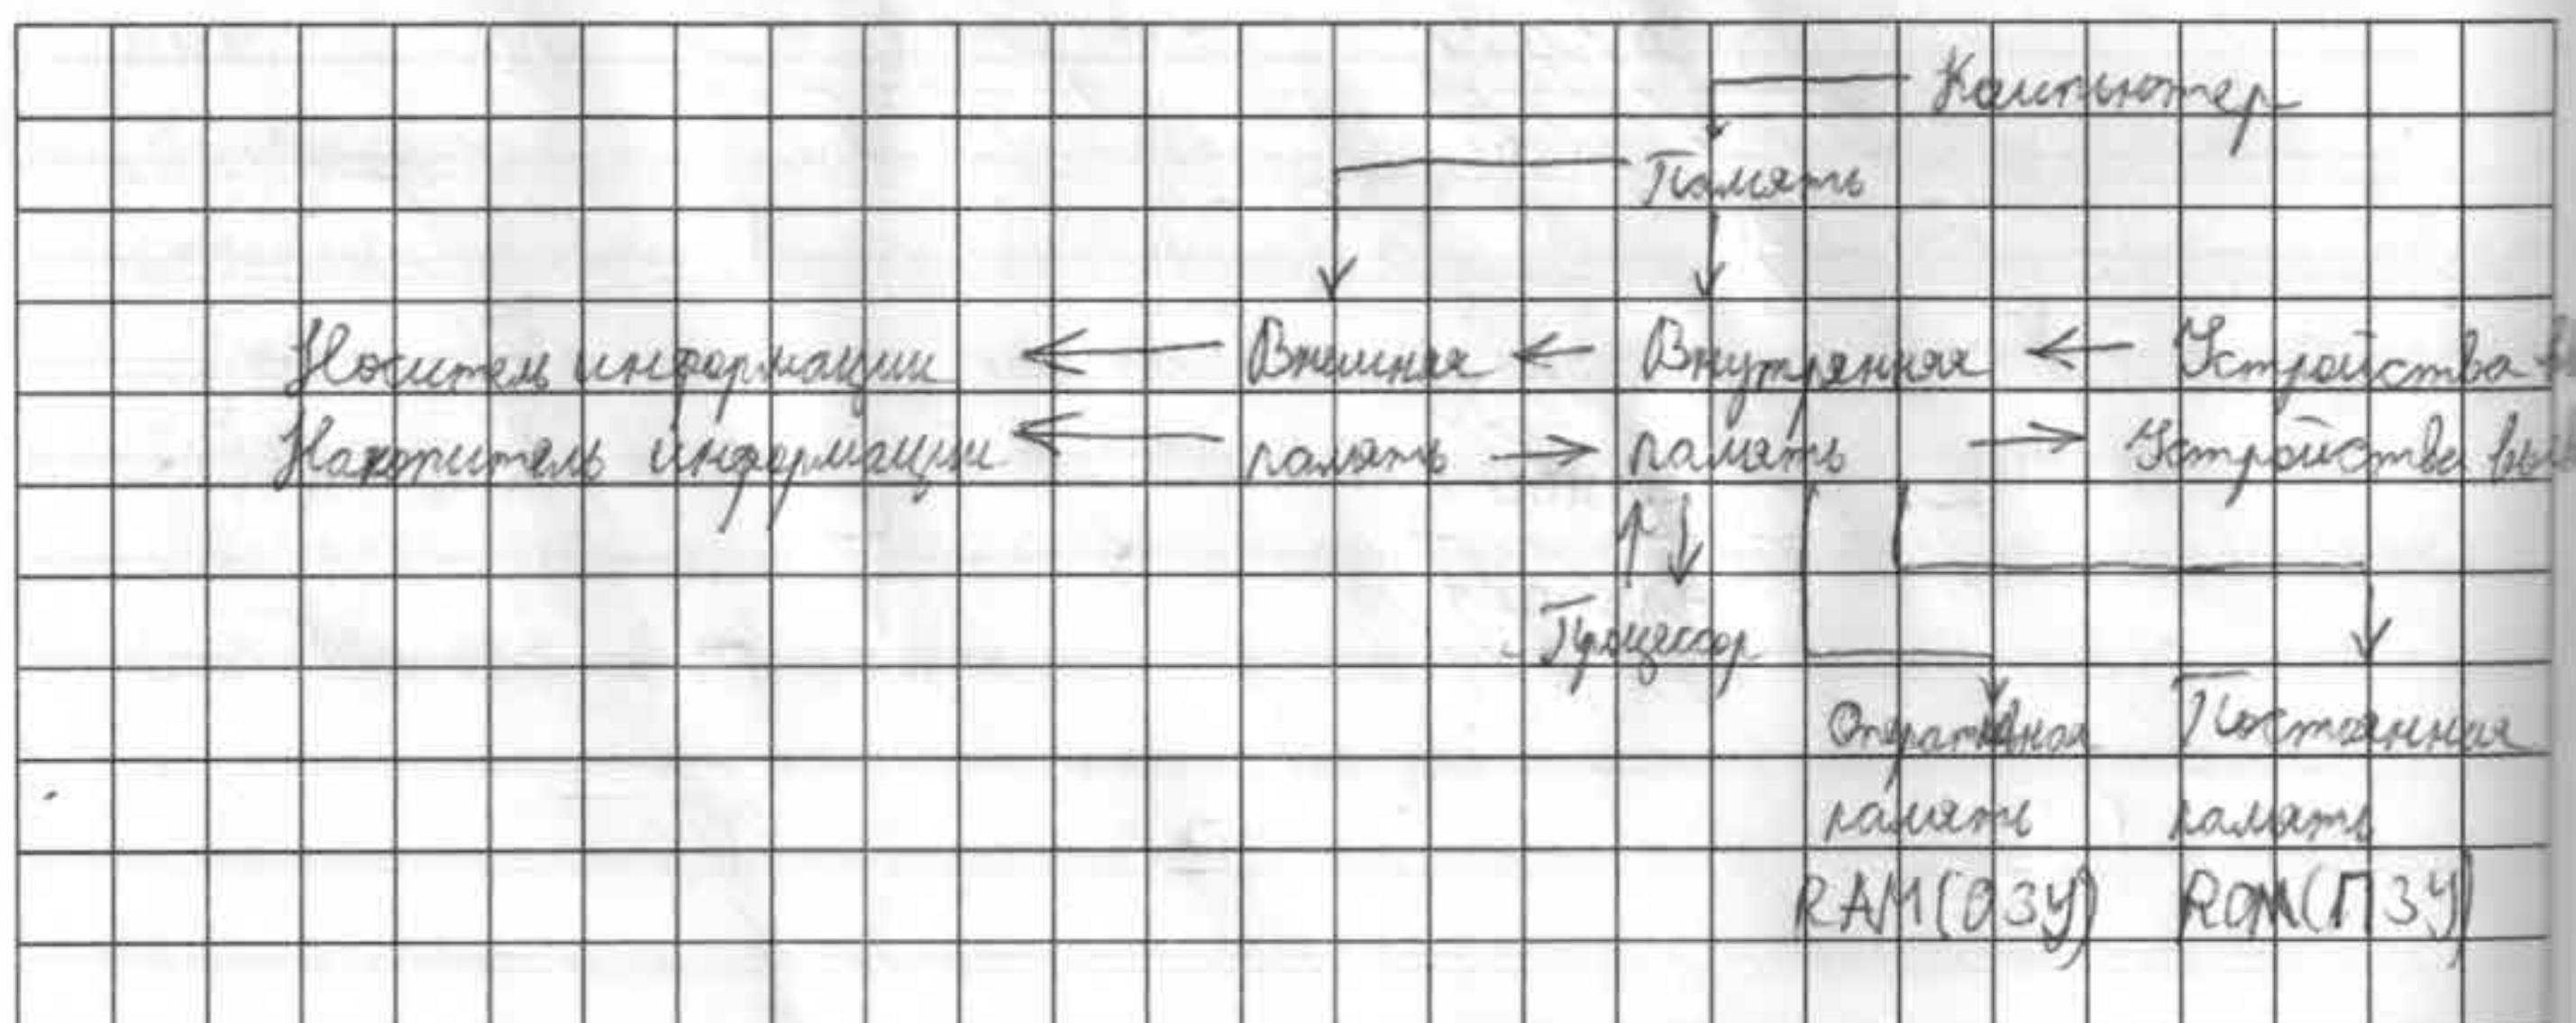 Компьютер
Память
Носитель информации Внешняя Внутрянняя Устройства
Накопитель информации память память Устройства
Процессор
Оперативная Постоянная
память память
RAM(ОЗУ) ROM(ПЗУ)